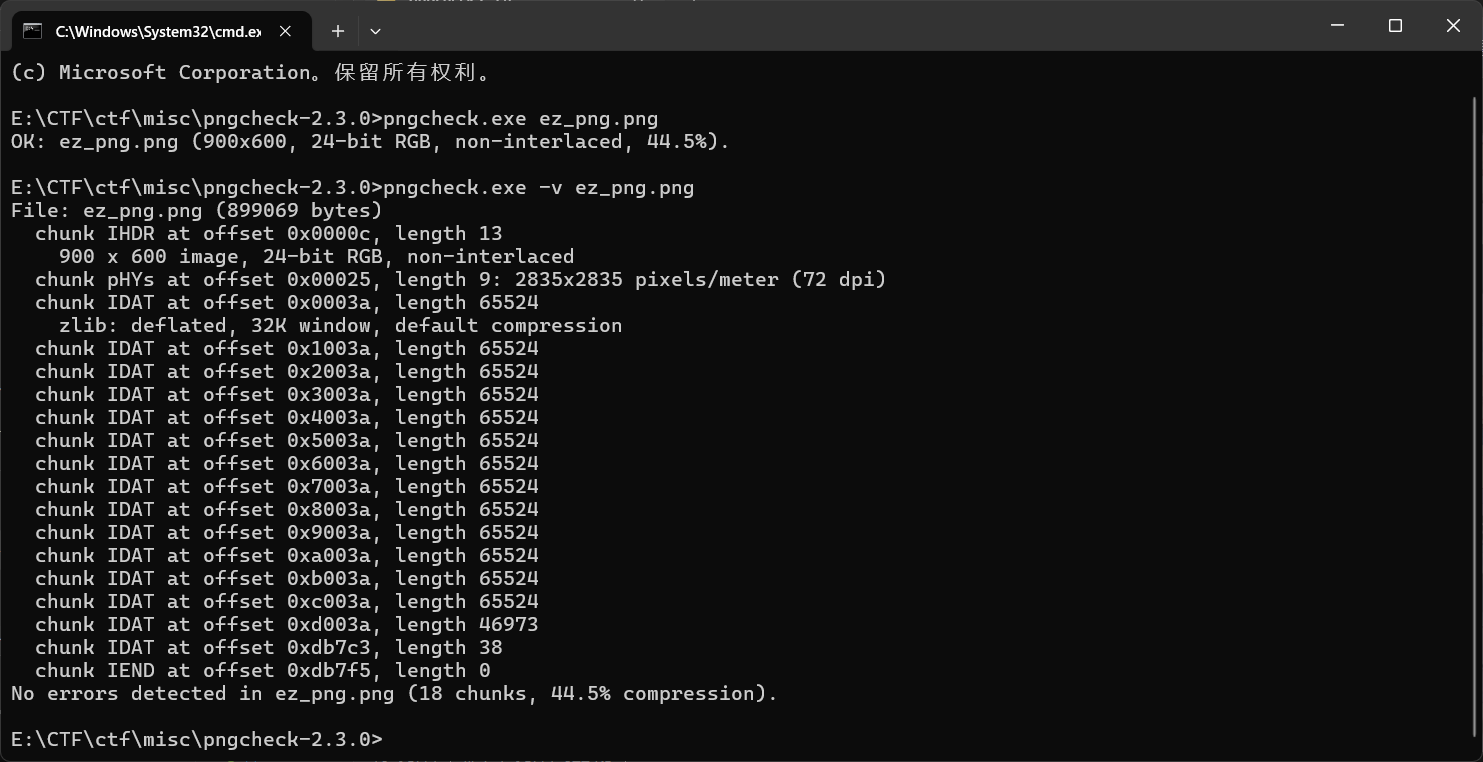 C:\Windows\System32\cmd.ex
(c) Microsoft Corporation。保留所有权利。
E:\CTF\ctf\misc\pngcheck-2.3.0>pngcheck.exe ez_png.png
OK: ez_png.png (900x600, 24-bit RGB, non-interlaced, 44.5%).
E:\CTF\ctf\misc\pngcheck-2.3.0>pngcheck.exe -v ez_png.png
File: ez_png.png (899069 bytes)
  chunk IHDR at offset 0x0000c, length 13
    900 x 600 image, 24-bit RGB, non-interlaced
  chunk pHYs at offset 0x00025, length 9: 2835x2835 pixels/meter (72 dpi)
  chunk IDAT at offset 0x0003a, length 65524
    zlib: deflated, 32K window, default compression
  chunk IDAT at offset 0x1003a, length 65524
  chunk IDAT at offset 0x2003a, length 65524
  chunk IDAT at offset 0x3003a, length 65524
  chunk IDAT at offset 0x4003a, length 65524
  chunk IDAT at offset 0x5003a, length 65524
  chunk IDAT at offset 0x6003a, length 65524
  chunk IDAT at offset 0x7003a, length 65524
  chunk IDAT at offset 0x8003a, length 65524
  chunk IDAT at offset 0x9003a, length 65524
  chunk IDAT at offset 0xa003a, length 65524
  chunk IDAT at offset 0xb003a, length 65524
  chunk IDAT at offset 0xc003a, length 65524
  chunk IDAT at offset 0xd003a, length 46973
  chunk IDAT at offset 0xdb7c3, length 38
  chunk IEND at offset 0xdb7f5, length 0
No errors detected in ez_png.png (18 chunks, 44.5% compression).
E:\CTF\ctf\misc\pngcheck-2.3.0>